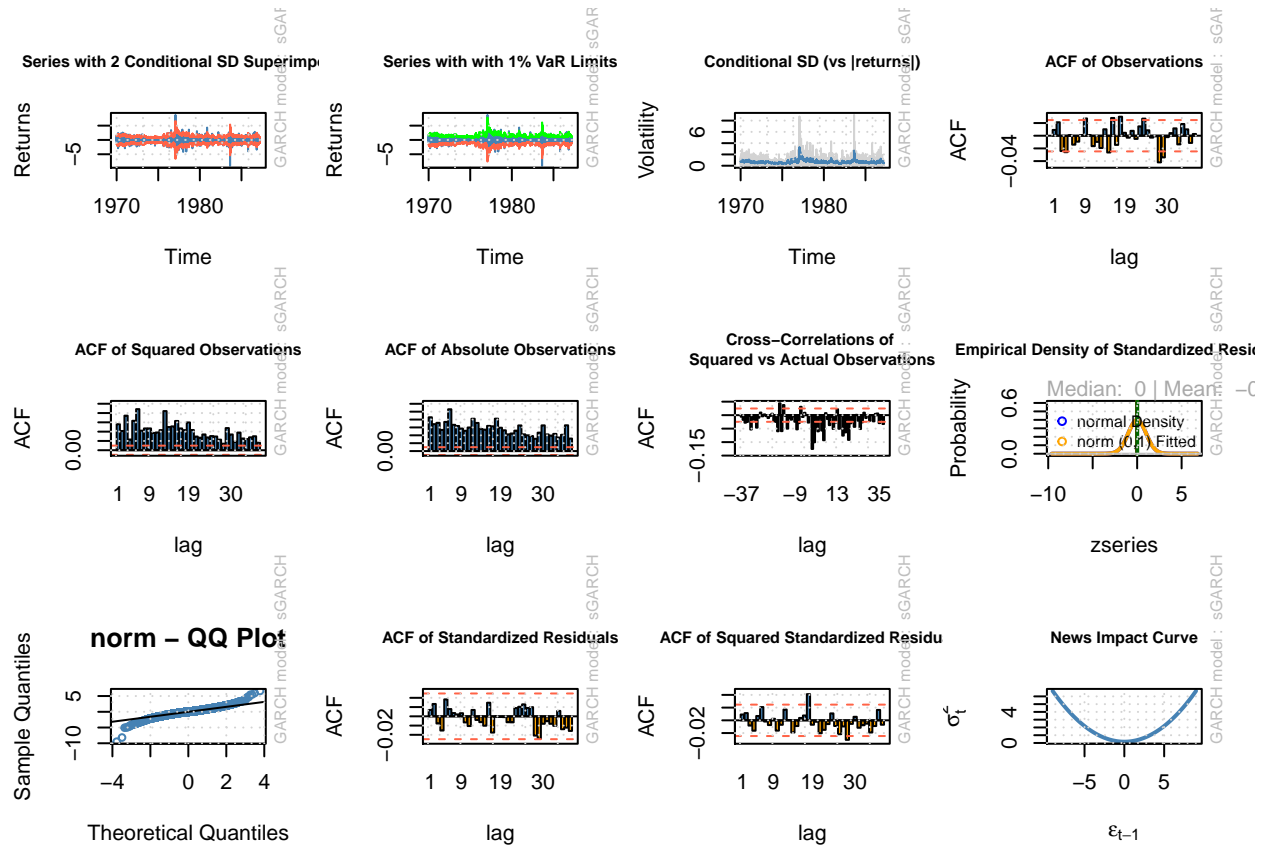 Series with 2 Conditional SD Superimp
Returns
−5
1970 1980
Time
GARCH model : sGAR
Series with with 1% VaR Limits
Returns
−5
1970 1980
Time
GARCH model : sGAR
Conditional SD (vs |returns|)
Volatility
0 6
1970 1980
Time
GARCH model : sGAR
ACF of Observations
ACF
−0.04
1 9 19 30
lag
GARCH model : sGAR
ACF of Squared Observations
ACF
0.00
1 9 19 30
lag
GARCH model : sGARCH
ACF of Absolute Observations
ACF
0.00
1 9 19 30
lag
GARCH model : sGARCH
Cross−Correlations of
Squared vs Actual Observations
ACF
−0.15
−37 −9 13 35
lag
GARCH model : sGARCH
Empirical Density of Standardized Resid
Median: 0 | Mean: −0
Probability
0.0 0.6
normal Density
norm (0,1) Fitted
−10 0 5
zseries
GARCH model : sGARCH
norm − QQ Plot
Sample Quantiles
−10 5
−4 0 2 4
Theoretical Quantiles
GARCH model : sGARCH
ACF of Standardized Residuals
ACF
−0.02
1 9 19 30
lag
GARCH model : sGARCH
ACF of Squared Standardized Residu
ACF
−0.02
1 9 19 30
lag
GARCH model : sGARCH
News Impact Curve
0 4
−5 0 5
εt−1
GARCH model : sGARCH